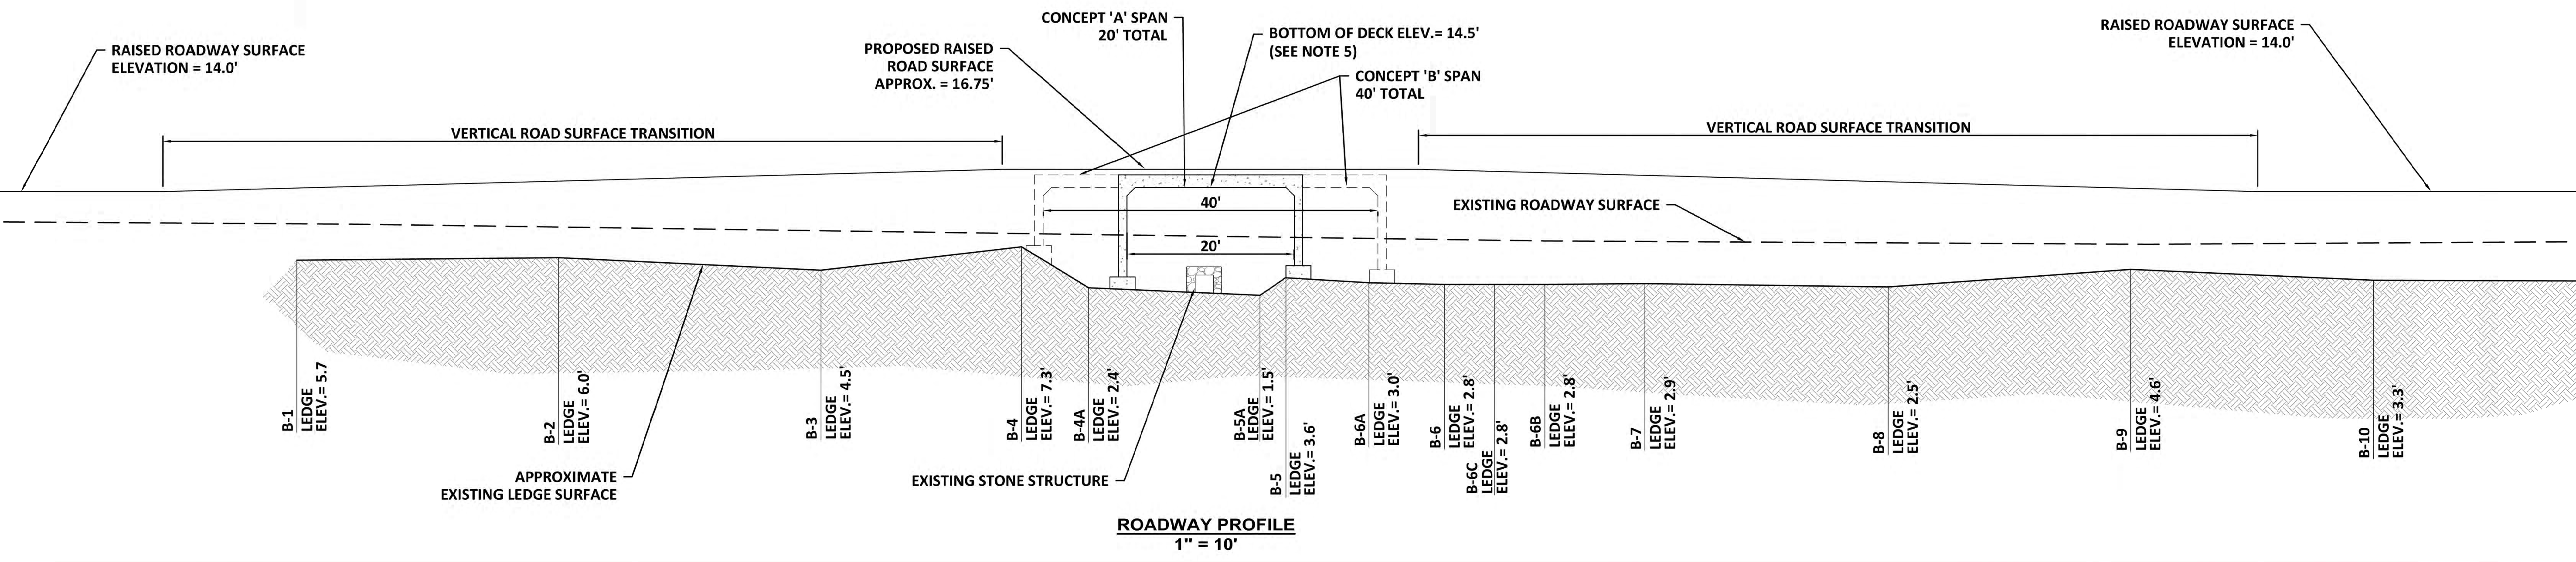 RAISED ROADWAY SURFACE
ELEVATION = 14.0'
PROPOSED RAISED
ROAD SURFACE
APPROX. = 16.75'
CONCEPT 'A' SPAN
20' TOTAL
BOTTOM OF DECK ELEV.= 14.5'
(SEE NOTE 5)
CONCEPT 'B' SPAN
40' TOTAL
RAISED ROADWAY SURFACE
ELEVATION = 14.0'
VERTICAL ROAD SURFACE TRANSITION
VERTICAL ROAD SURFACE TRANSITION
40'
20'
EXISTING ROADWAY SURFACE
B-1
LEDGE
ELEV.= 5.7
B-2
LEDGE
ELEV.= 6.0'
B-3
LEDGE
ELEV.= 4.5'
B-4
LEDGE
ELEV.= 7.3'
B-4A
LEDGE
ELEV.= 2.4'
B-5A
LEDGE
ELEV.= 1.5'
B-5
LEDGE
ELEV.= 3.6'
B-6A
LEDGE
ELEV.= 3.0'
B-6
LEDGE
ELEV.= 2.8'
B-6C
LEDGE
ELEV.= 2.8'
B-6B
LEDGE
ELEV.= 2.8'
B-7
LEDGE
ELEV.= 2.9'
B-8
LEDGE
ELEV.= 2.5'
B-9
LEDGE
ELEV.= 4.6'
B-10
LEDGE
ELEV.= 3.3'
APPROXIMATE
EXISTING LEDGE SURFACE
EXISTING STONE STRUCTURE
ROADWAY PROFILE
1" = 10'